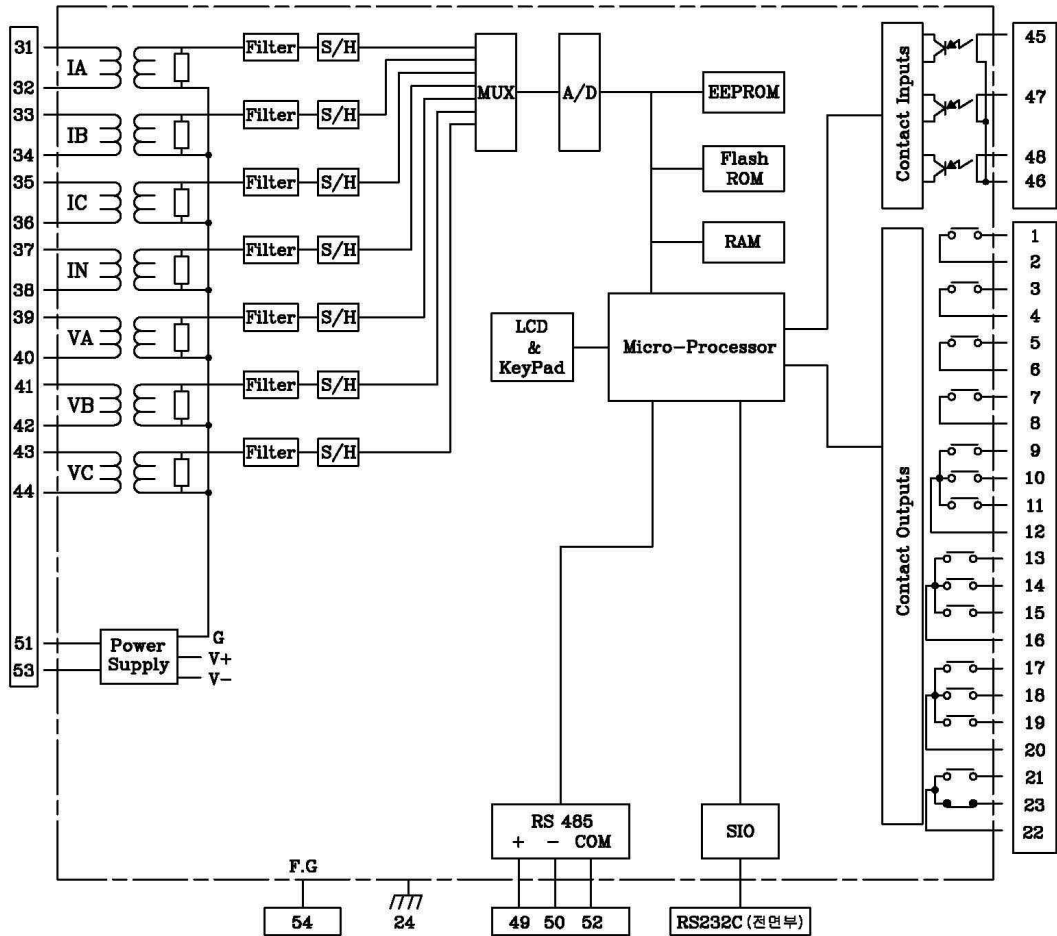 31
IA
32
33
IB
34
35
IC
36
37
IN
38
39
VA
40
41
VB
42
43
VC
44
51
53
Power
Supply
G
V+
V-
Filter S/H
Filter S/H
Filter S/H
Filter S/H
Filter S/H
Filter S/H
Filter S/H
MUX
A/D
EEPROM
Flash
ROM
RAM
LCD
&
KeyPad
Micro-Processor
Contact Inputs
45
47
48
46
Contact Outputs
1
2
3
4
5
6
7
8
9
10
11
12
13
14
15
16
17
18
19
20
21
23
22
RS 485
+ - COM
SIO
F.G
54
24
49 50 52
RS232C (전면부)